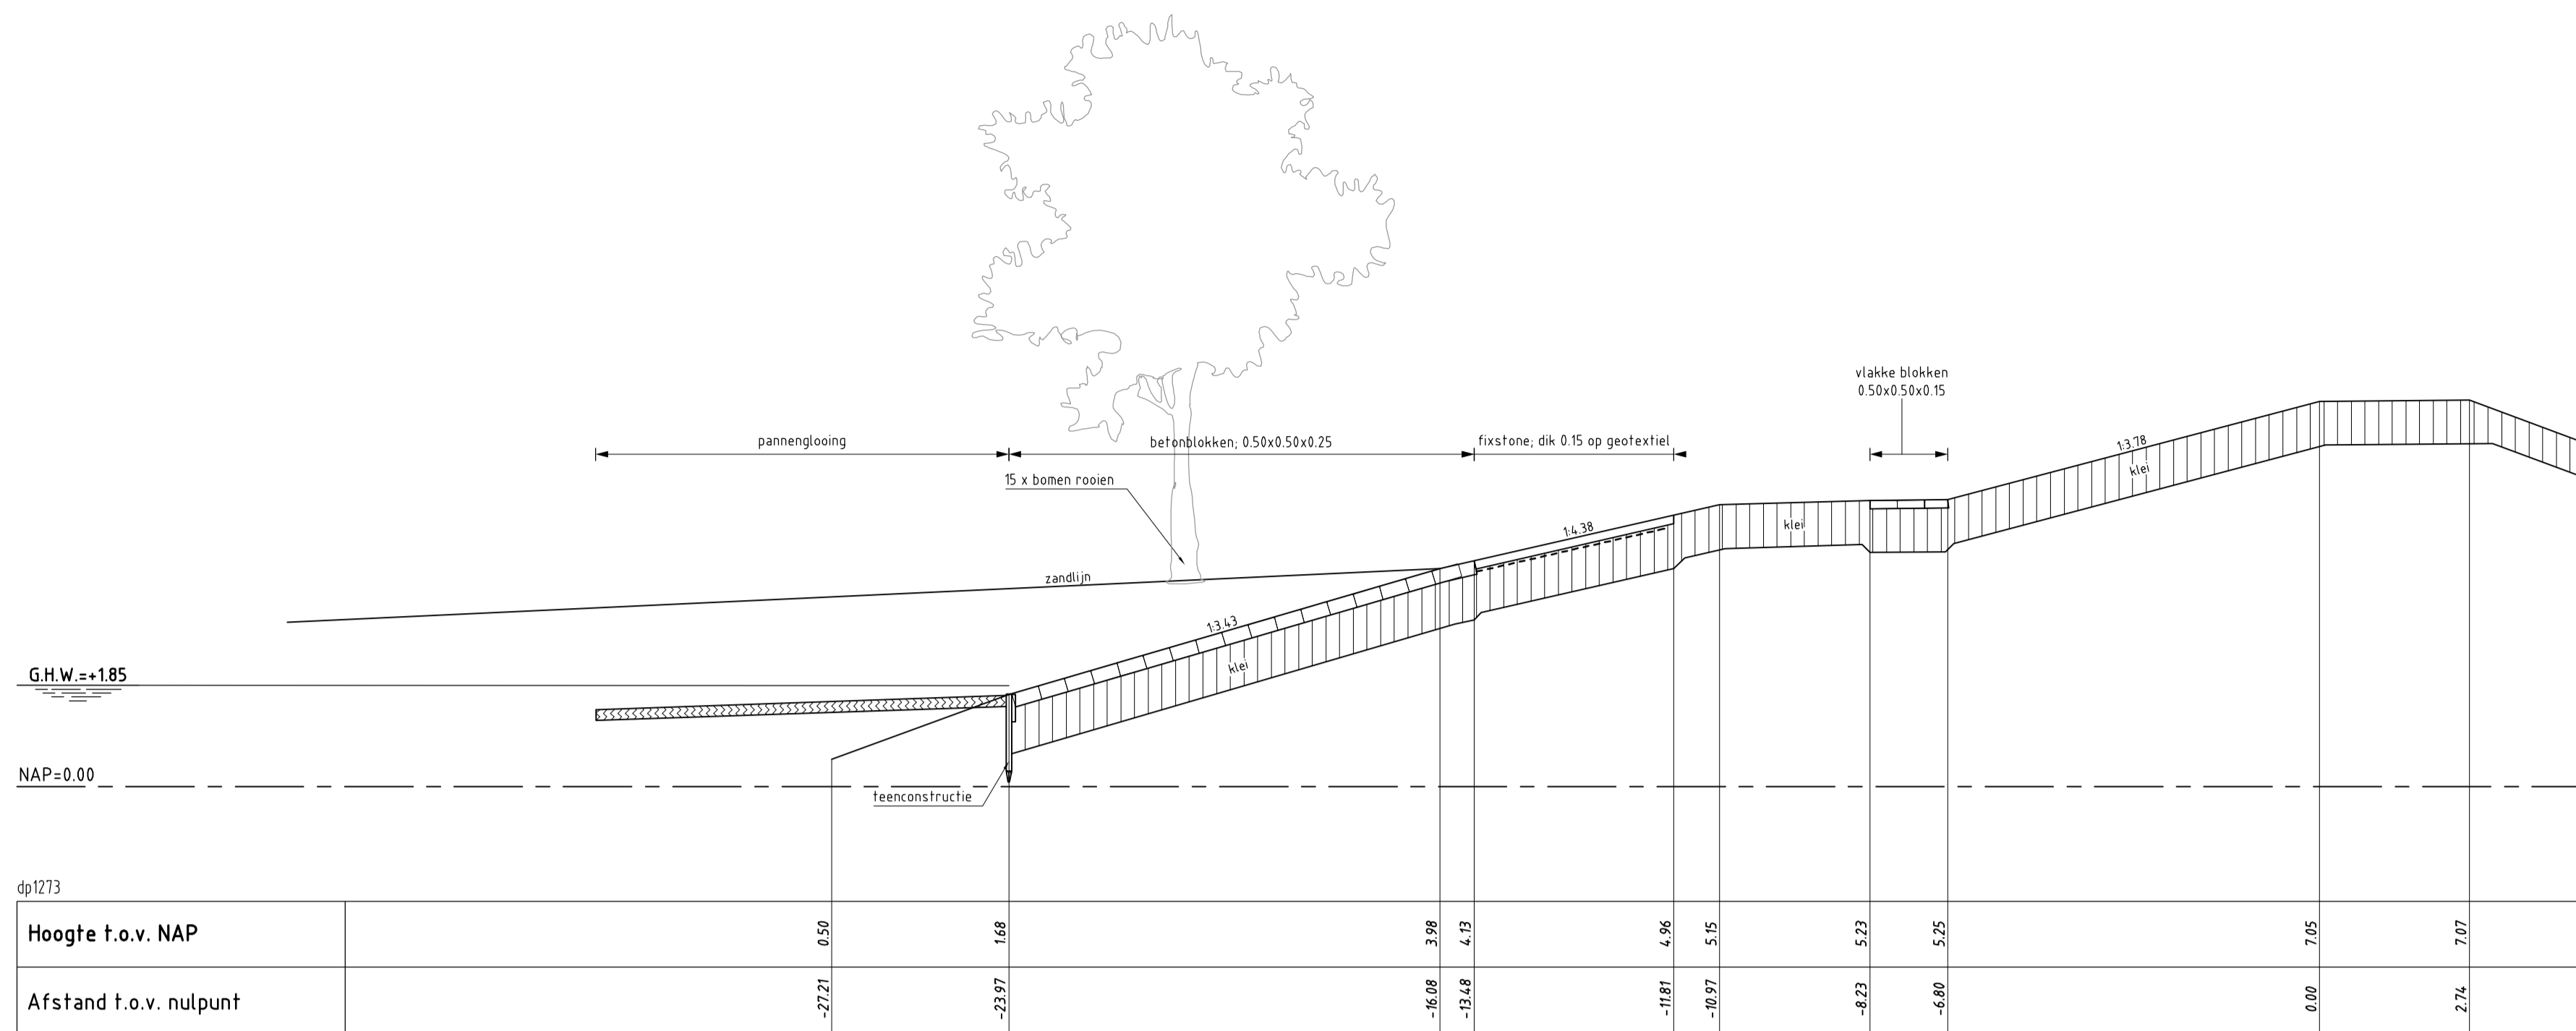 vlakke blokken
0.50x0.50x0.15
pannenglooing
betonblokken; 0.50x0.50x0.25
fixstone; dik 0.15 op geotextiel
15 x bomen rooien
1:3.78
klei
1:4.38
klei
zandlijn
1:3.43
klei
G.H.W.=+1.85
NAP=0.00
teenconstructie
dp1273
Hoogte t.o.v. NAP
0.50
1.68
3.98
4.13
4.96
5.15
5.23
5.25
7.05
7.07
Afstand t.o.v. nulpunt
-27.21
-23.97
-16.08
-13.48
-11.81
-10.97
-8.23
-6.80
0.00
2.74